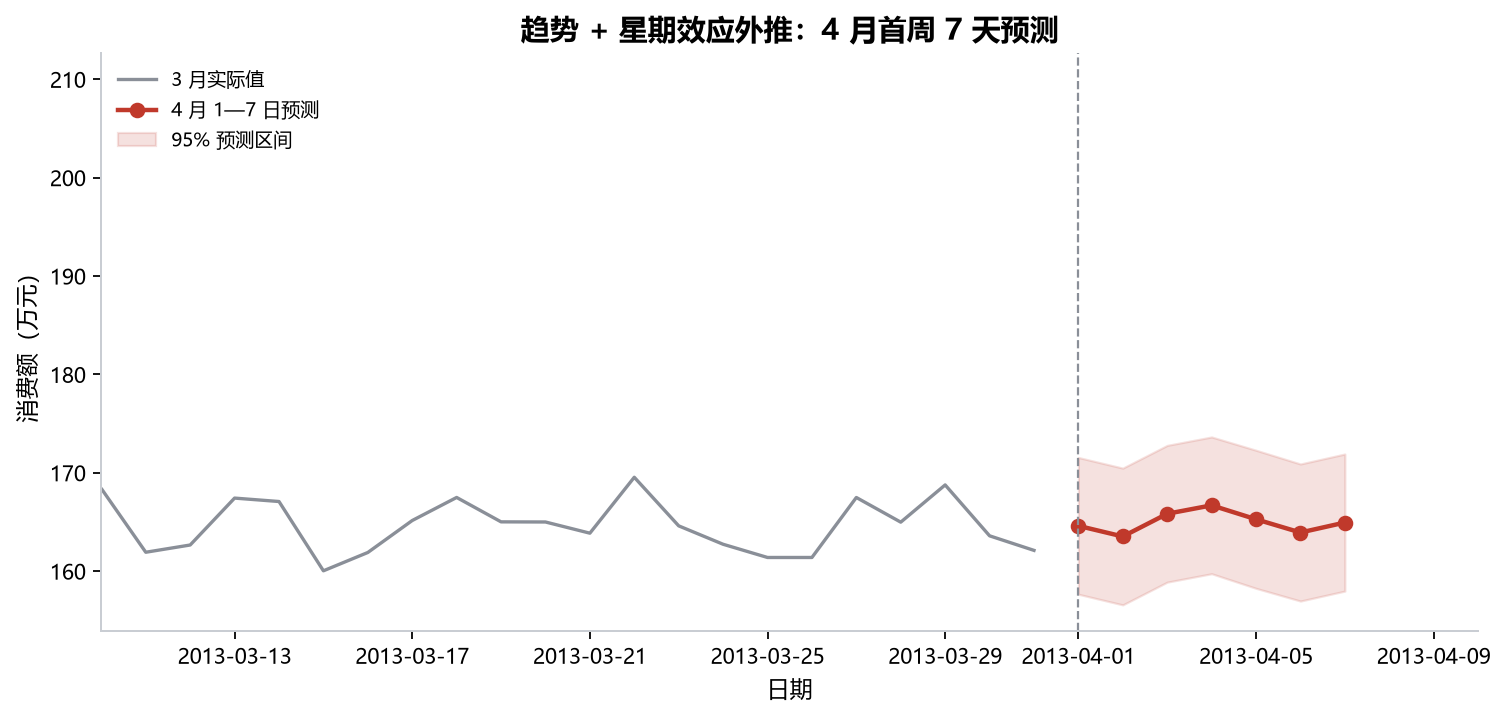 趋势 + 星期效应外推：4 月首周 7 天预测
3 月实际值
4 月 1—7 日预测
95% 预测区间
消费额（万元）
210
200
190
180
170
160
2013-03-13
2013-03-17
2013-03-21
2013-03-25
2013-03-29
2013-04-01
2013-04-05
2013-04-09
日期